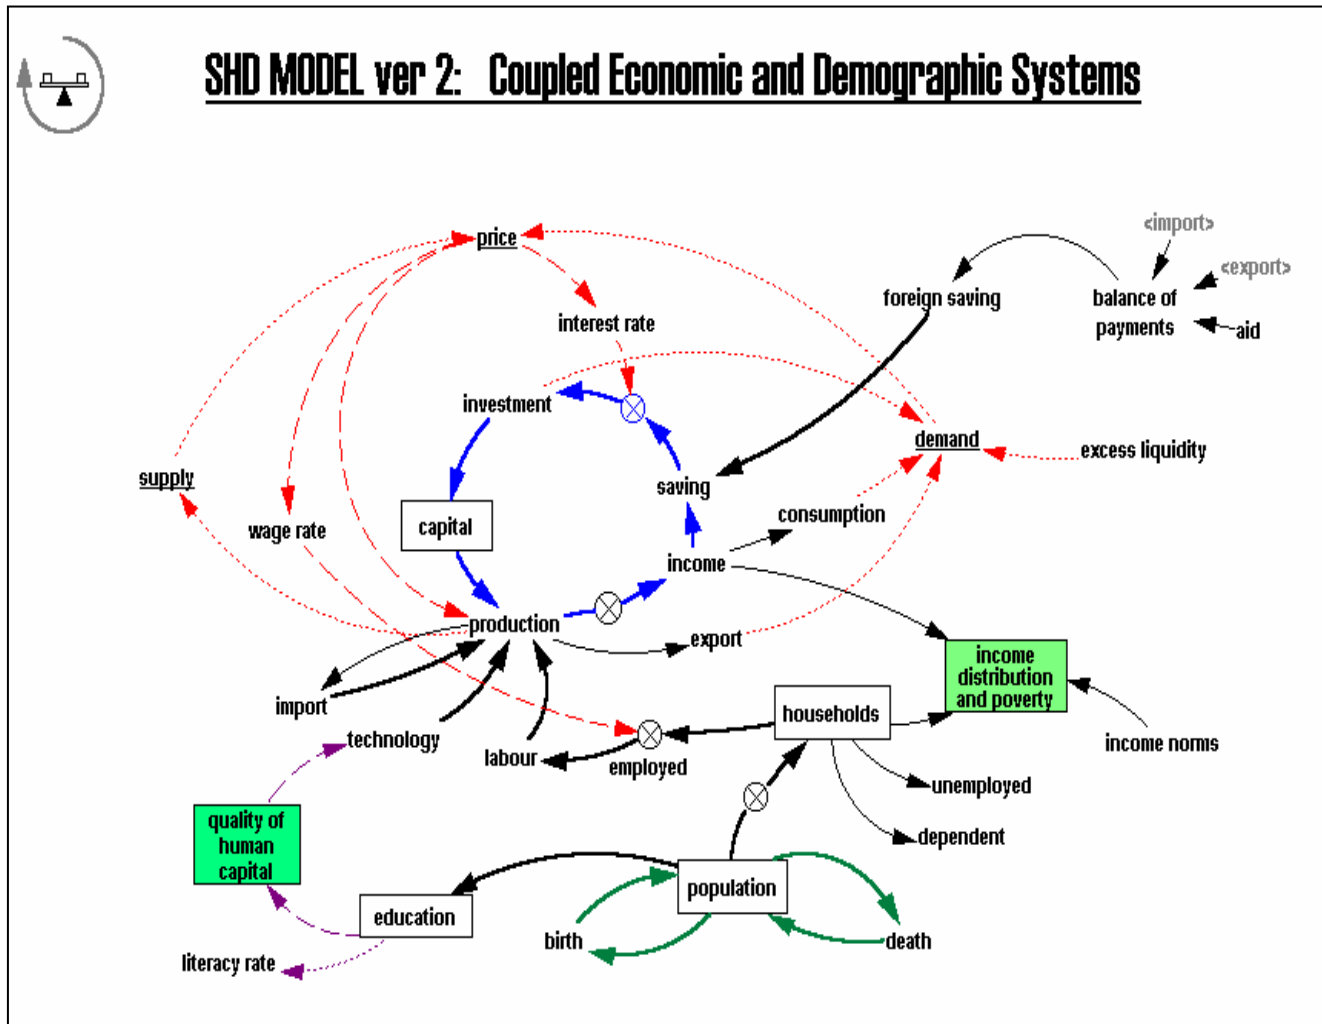 SHD MODEL ver 2: Coupled Economic and Demographic Systems
<import>
price
<export>
foreign saving
balance of
payments
interest rate
aid
investment
demand
excess liquidity
supply
saving
capital
consumption
wage rate
income
production
export
income
distribution
and poverty
import
households
technology
labour
employed
income norms
unemployed
quality of
human
capital
dependent
population
education
birth
death
literacy rate